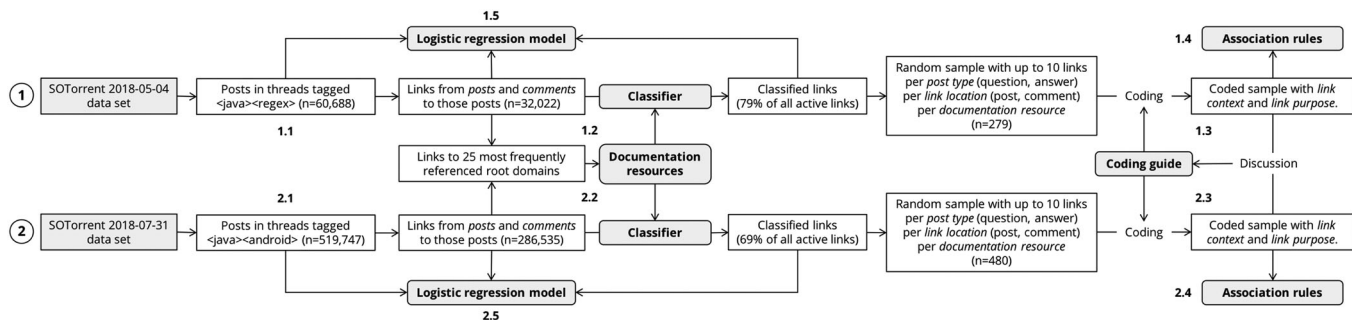 1.5
Logistic regression model
1.4
Association rules
1
SOTorrent 2018-05-04
data set
Posts in threads tagged
<java><regex> (n=60,688)
Links from posts and comments
to those posts (n=32,022)
Classifier
Classified links
(79% of all active links)
Random sample with up to 10 links
per post type (question, answer)
per link location (post, comment)
per documentation resource
(n=279)
Coding
Coded sample with link
context and link purpose.
1.1
1.2
1.3
Links to 25 most frequently
referenced root domains
Documentation
resources
Coding guide
Discussion
2.1
2.2
2.3
2
SOTorrent 2018-07-31
data set
Posts in threads tagged
<java><android> (n=519,747)
Links from posts and comments
to those posts (n=286,535)
Classifier
Classified links
(69% of all active links)
Random sample with up to 10 links
per post type (question, answer)
per link location (post, comment)
per documentation resource
(n=480)
Coding
Coded sample with link
context and link purpose.
Logistic regression model
2.5
2.4
Association rules